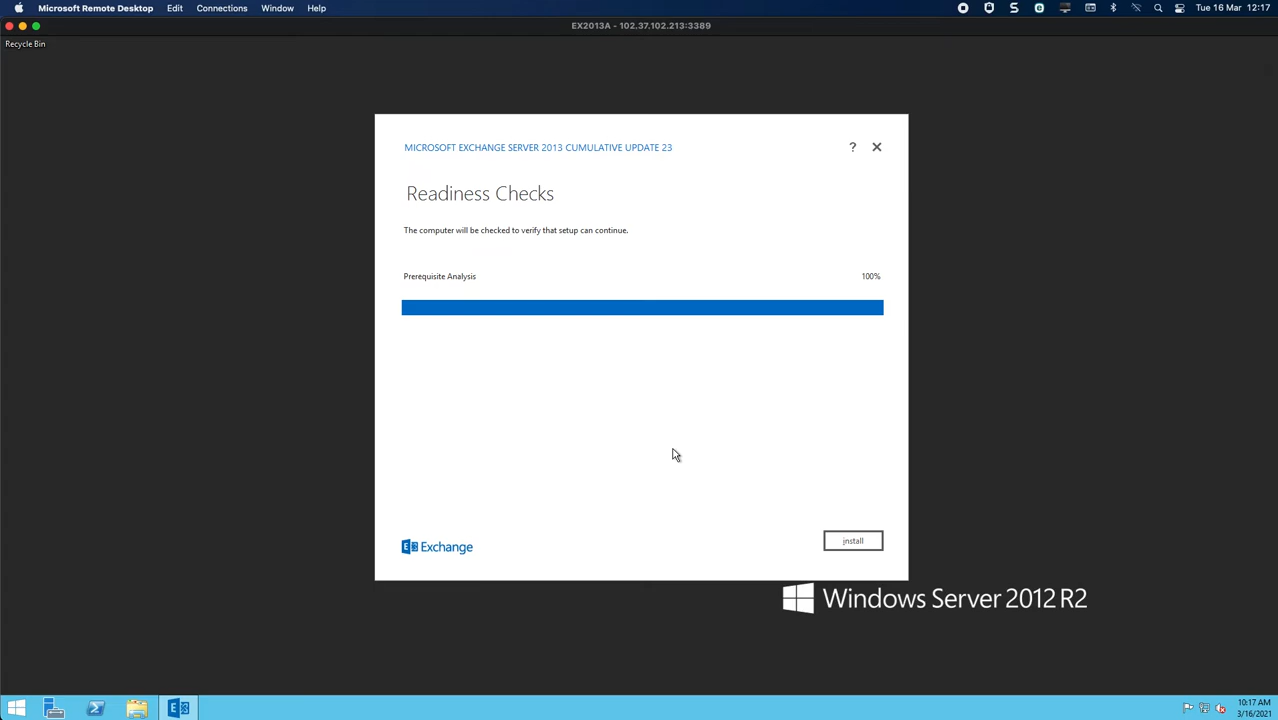 Microsoft Remote Desktop Edit Connections Window Help Tue 16 Mar 12:17
EX2013A - 102.37.102.213:3389
Recycle Bin
MICROSOFT EXCHANGE SERVER 2013 CUMULATIVE UPDATE 23 ?
Readiness Checks
The computer will be checked to verify that setup can continue.
Prerequisite Analysis 100%
Exchange
install
Windows Server 2012 R2
10:17 AM
3/16/2021